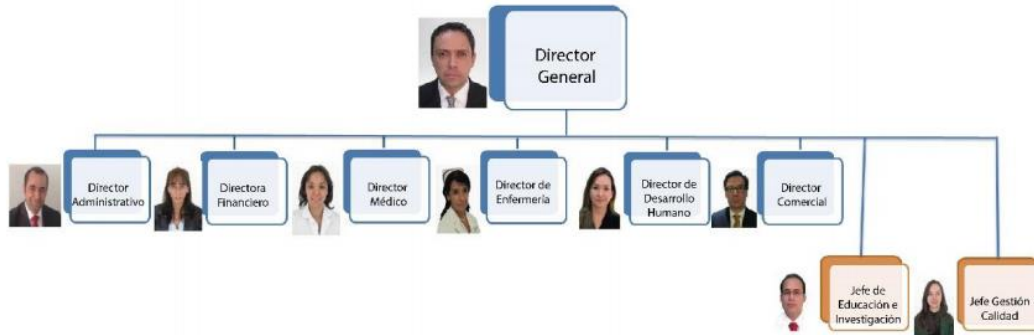 Director
General
Director
Administrativo
Directora
Financiero
Director
Médico
Director de
Enfermería
Director de
Desarrollo
Humano
Director
Comercial
Jefe de
Educación e
Investigación
Jefe Gestión
Calidad